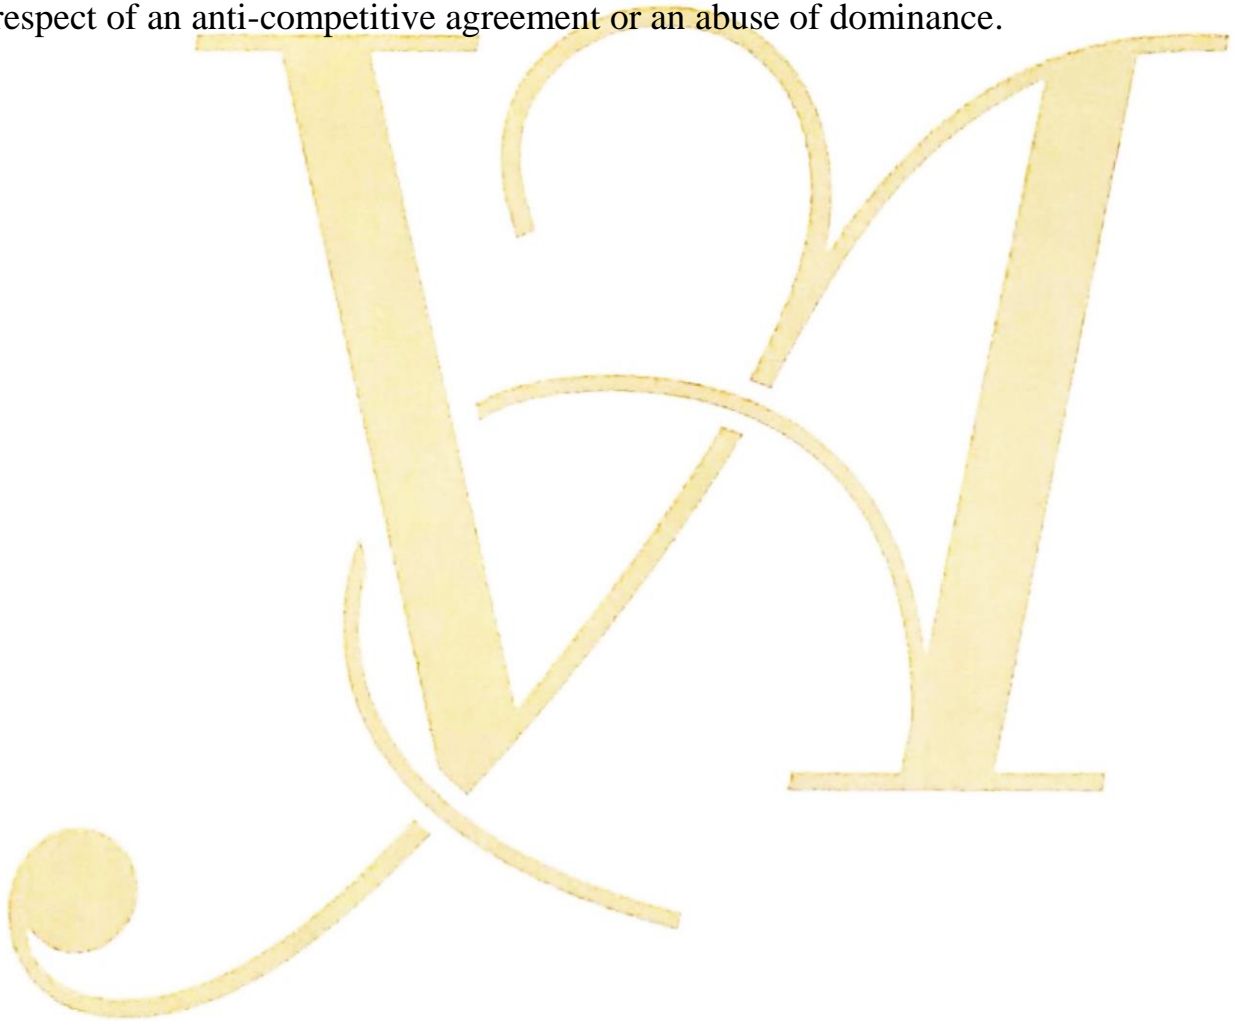 respect of an anti-competitive agreement or an abuse of dominance.